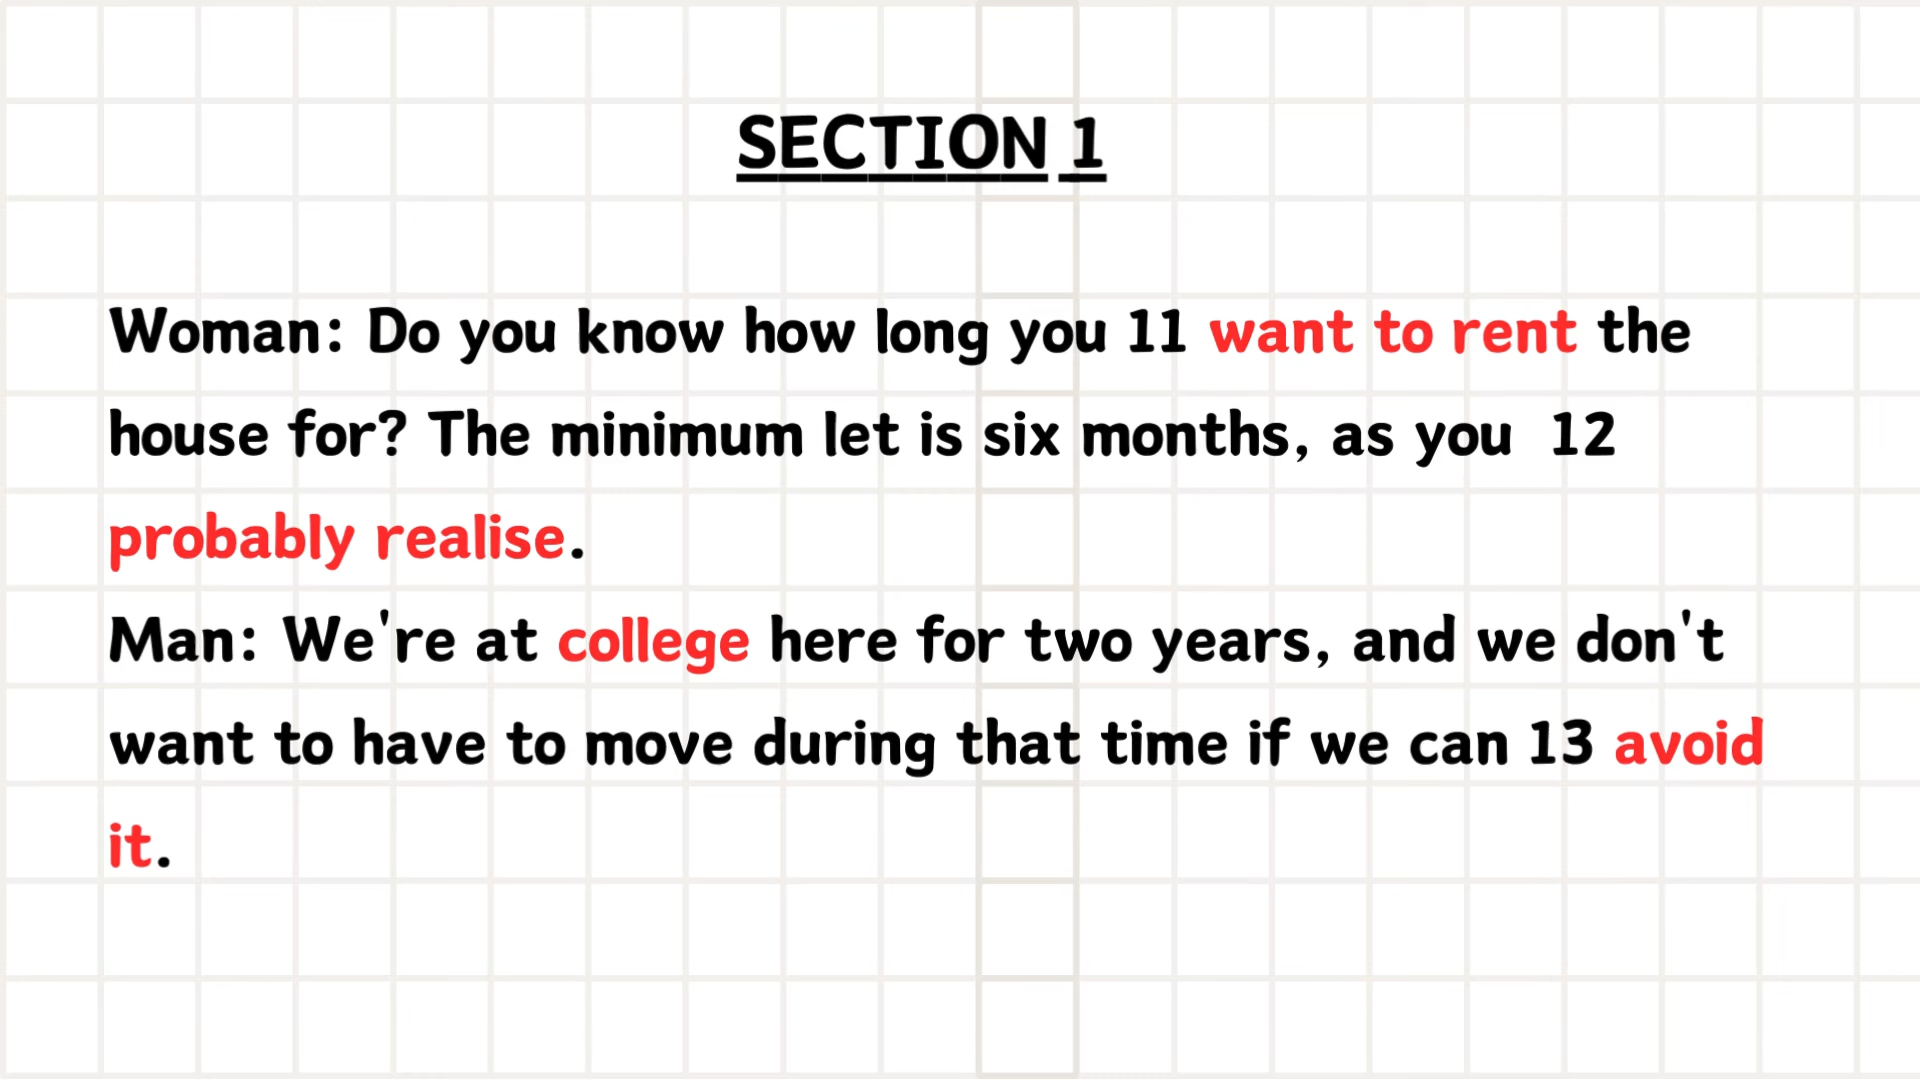 SECTION 1
Woman: Do you know how long you 11 want to rent the
house for? The minimum let is six months, as you 12
probably realise.
Man: We're at college here for two years, and we don't
want to have to move during that time if we can 13 avoid
it.